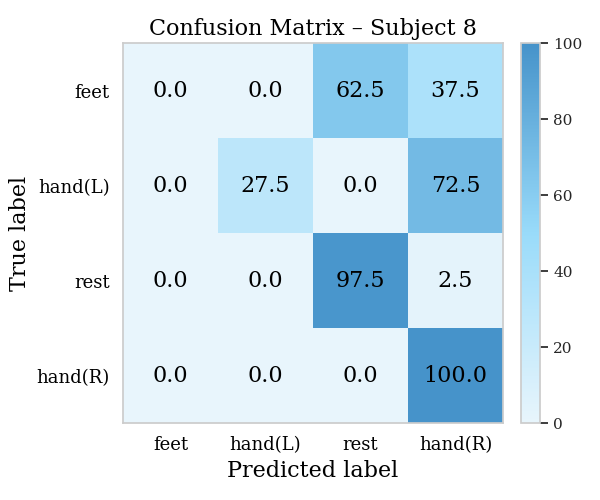 Confusion Matrix – Subject 8
True label
feet 0.0 0.0 62.5 37.5
hand(L) 0.0 27.5 0.0 72.5
rest 0.0 0.0 97.5 2.5
hand(R) 0.0 0.0 0.0 100.0
feet hand(L) rest hand(R)
Predicted label
100
80
60
40
20
0